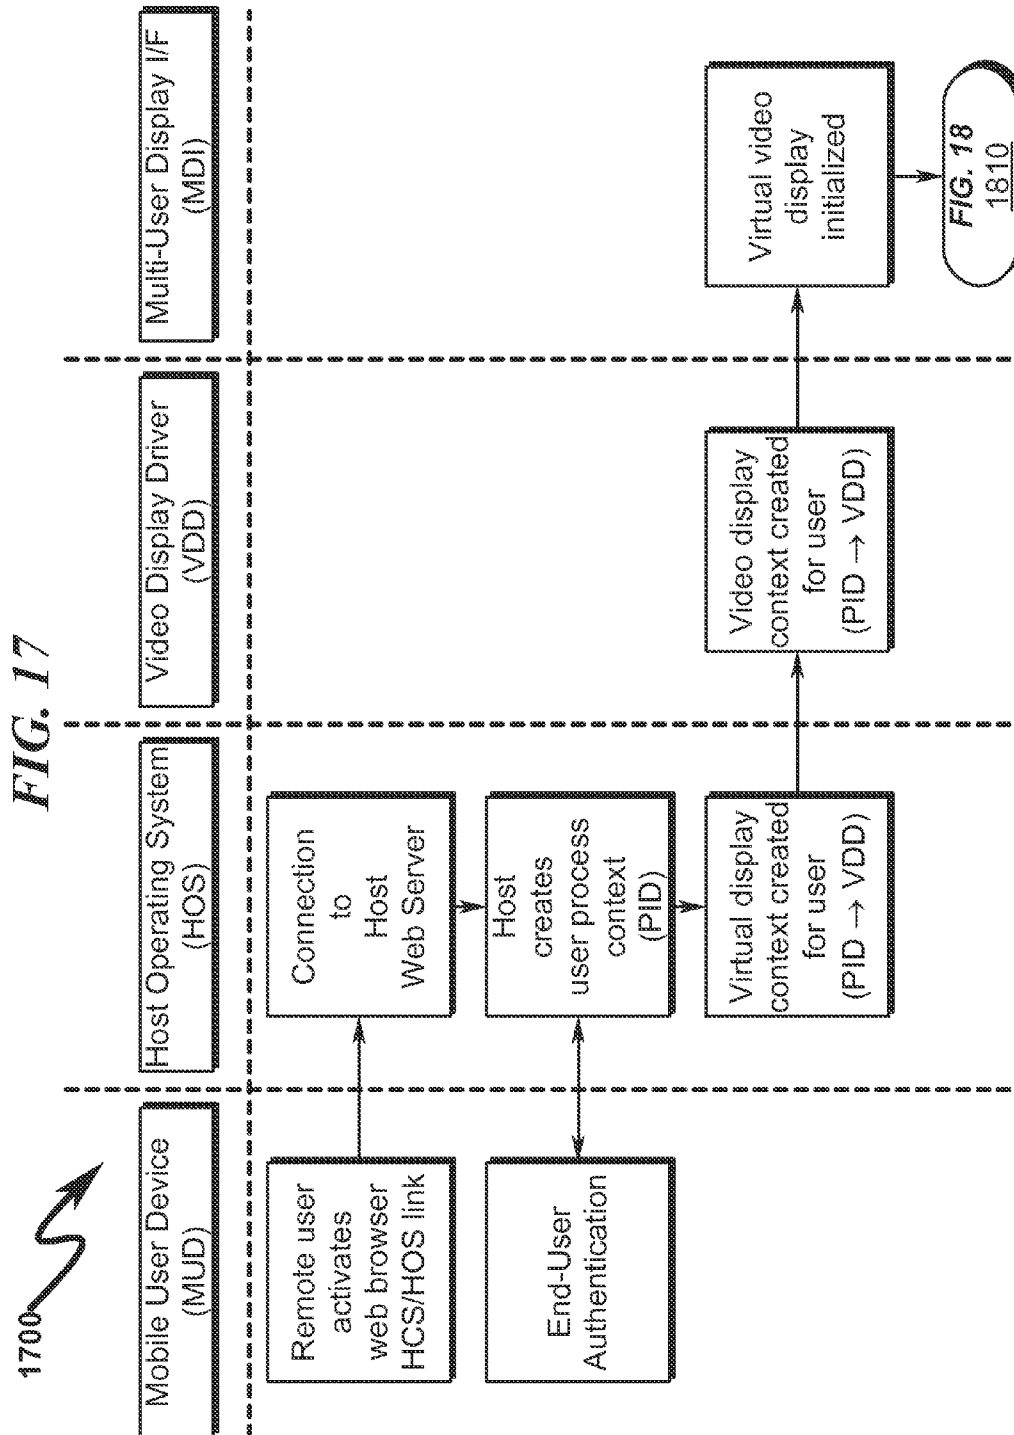 FIG. 17
1700
Mobile User Device
(MUD)
Host Operating System
(HOS)
Video Display Driver
(VDD)
Multi-User Display I/F
(MDI)
Remote user
activates
web browser
HCS/HOS link
Connection
to
Host
Web Server
End-User
Authentication
Host
creates
user process
context
(PID)
Virtual display
context created
for user
(PID → VDD)
Video display
context created
for user
(PID → VDD)
Virtual video
display
initialized
FIG. 18
1810